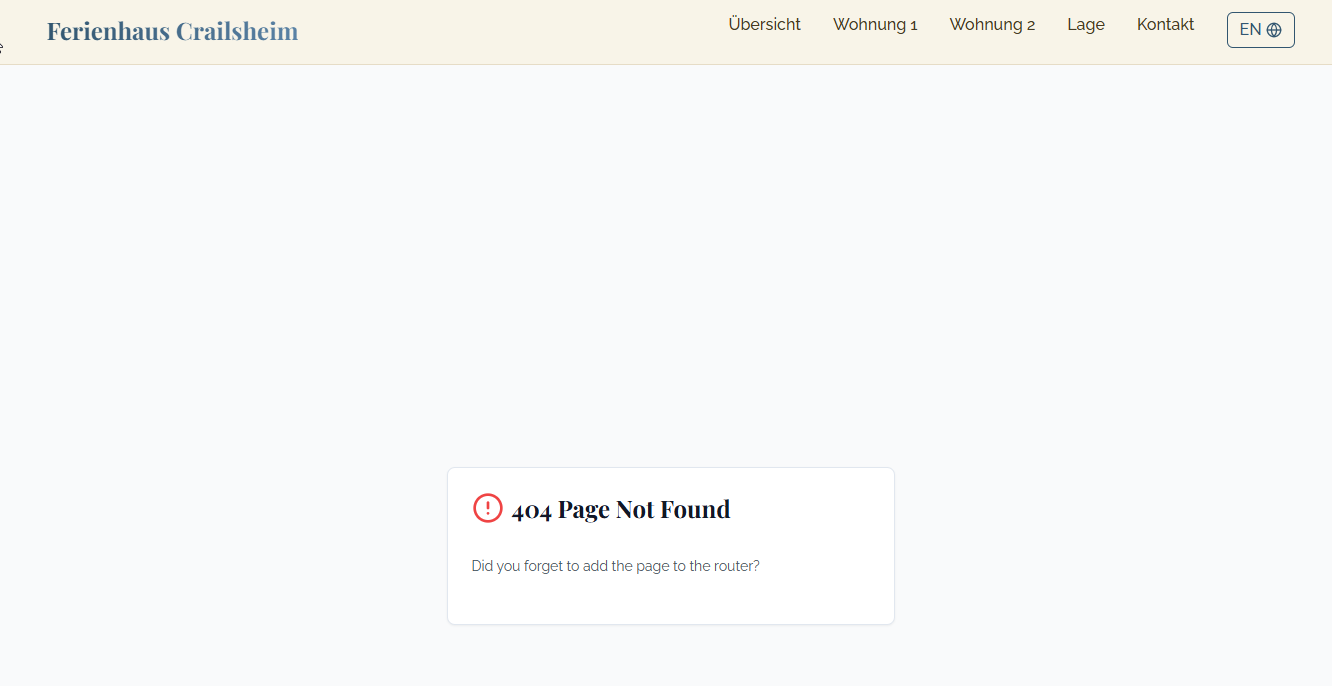 Ferienhaus Crailsheim
Übersicht
Wohnung 1
Wohnung 2
Lage
Kontakt
EN
404 Page Not Found
Did you forget to add the page to the router?